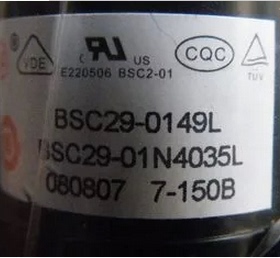 VDE
US
CQC
TUV
E220506 BSC2-01
BSC29-0149L
BSC29-01N4035L
080807 7-150B